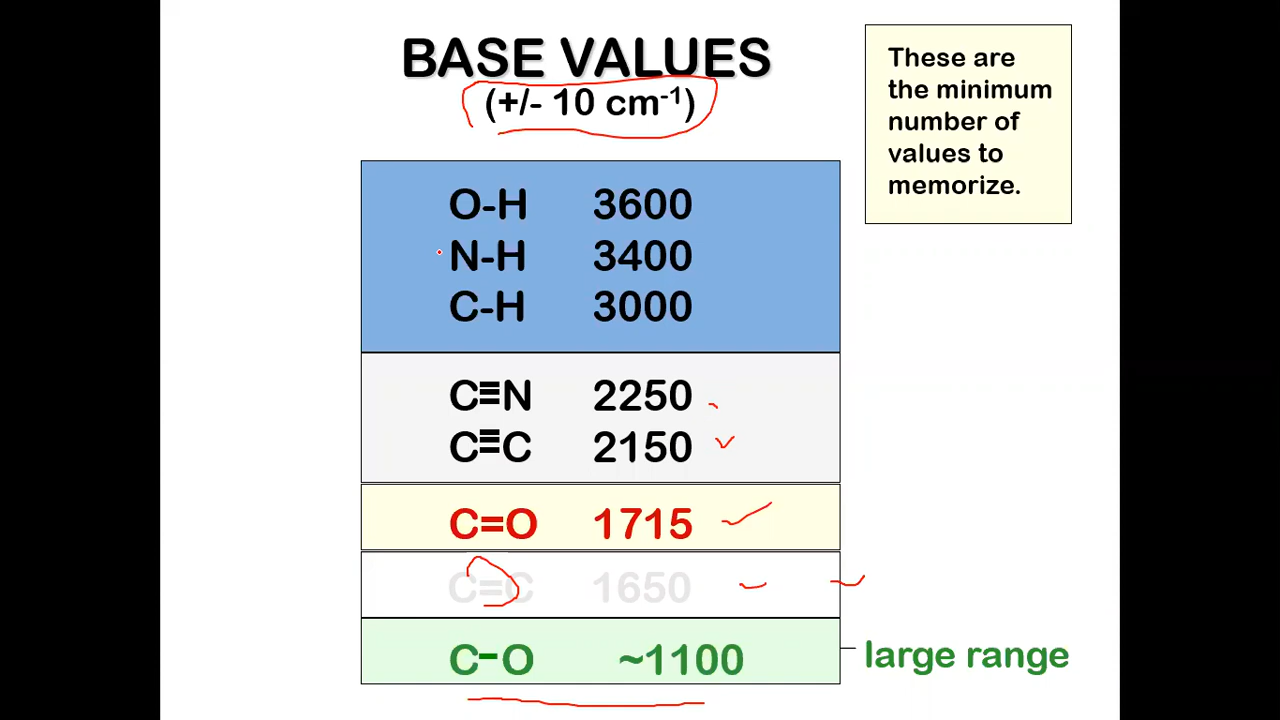 BASE VALUES
(+/- 10 cm-1)
These are
the minimum
number of
values to
memorize.
O-H 3600
N-H 3400
C-H 3000
C≡N 2250
C≡C 2150
C=O 1715
C=C 1650
C-O ~1100
large range